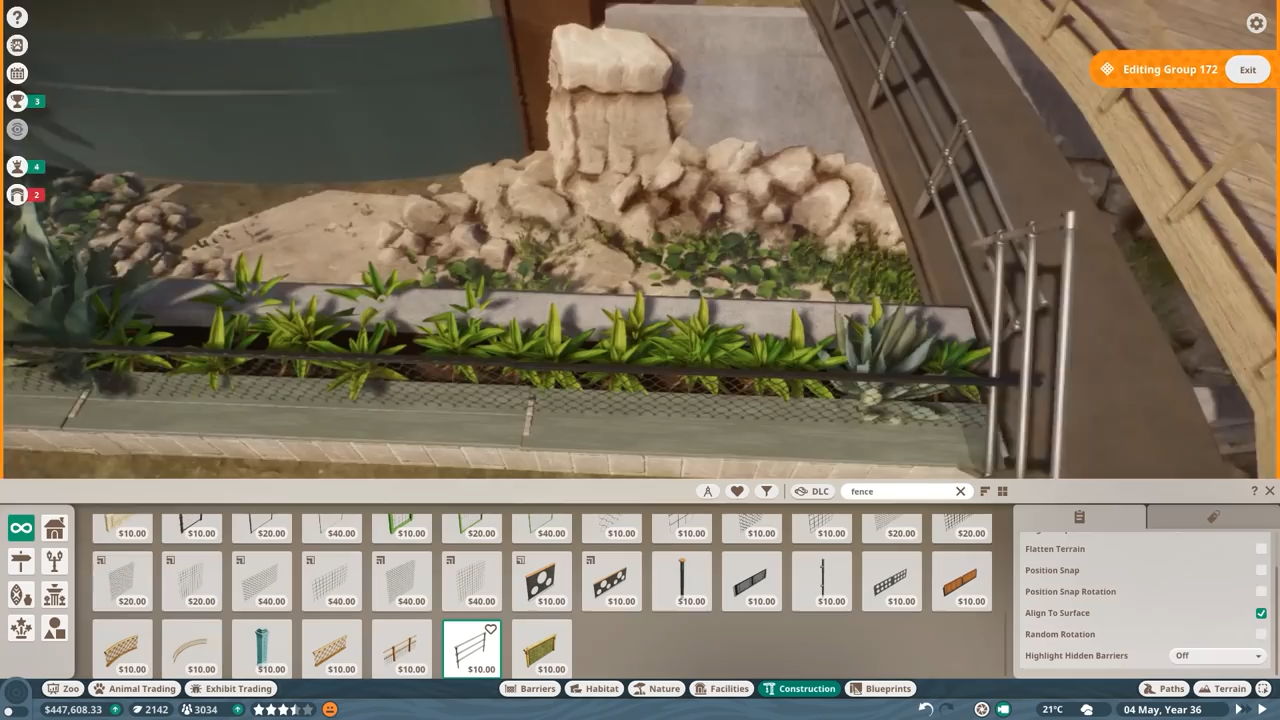 ?
Editing Group 172 Exit
3
4
2
DLC fence
?
$10.00 $10.00 $20.00 $40.00 $10.00 $20.00 $40.00 $10.00 $10.00 $10.00 $10.00 $20.00 $20.00
$20.00 $20.00 $40.00 $40.00 $40.00 $40.00 $10.00 $10.00 $10.00 $10.00 $10.00 $10.00 $10.00
$10.00 $10.00 $10.00 $10.00 $10.00 $10.00 $10.00
Flatten Terrain
Position Snap
Position Snap Rotation
Align To Surface
Random Rotation
Highlight Hidden Barriers Off
Zoo Animal Trading Exhibit Trading Barriers Habitat Nature Facilities Construction Blueprints Paths Terrain
$447,608.33 2142 3034 21°C 04 May, Year 36